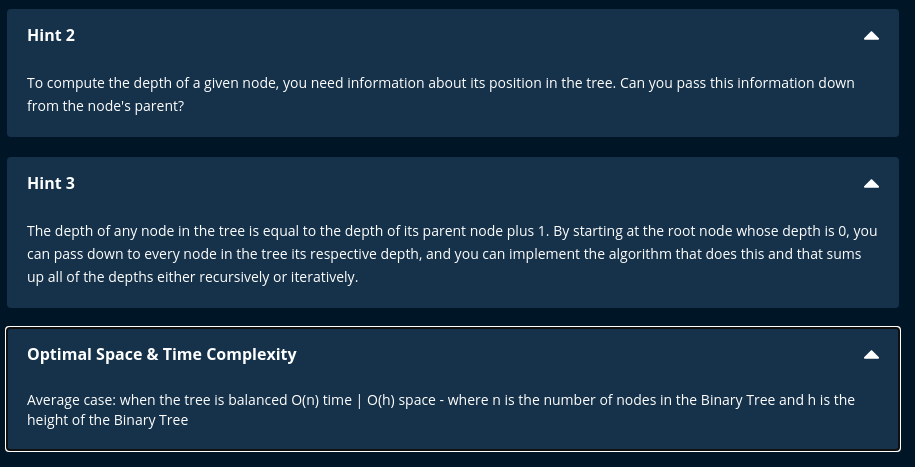 Hint 2
To compute the depth of a given node, you need information about its position in the tree. Can you pass this information down
from the node's parent?
Hint 3
The depth of any node in the tree is equal to the depth of its parent node plus 1. By starting at the root node whose depth is 0, you
can pass down to every node in the tree its respective depth, and you can implement the algorithm that does this and that sums
up all of the depths either recursively or iteratively.
Optimal Space & Time Complexity
Average case: when the tree is balanced O(n) time | O(h) space - where n is the number of nodes in the Binary Tree and h is the
height of the Binary Tree